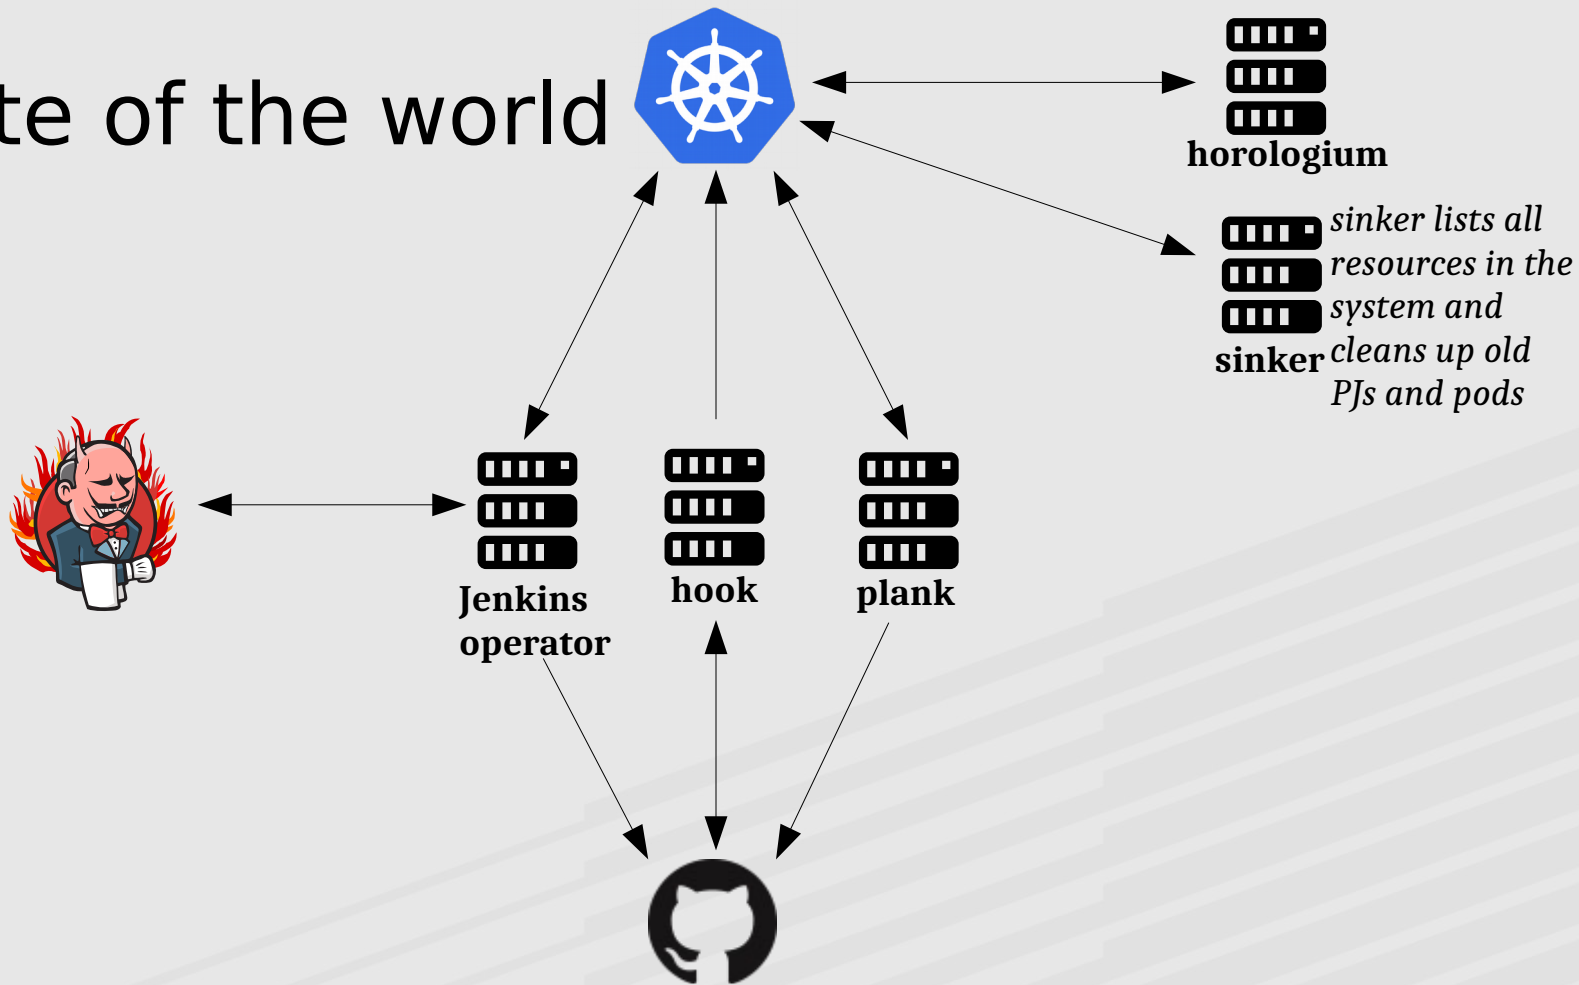 te of the world
horologium
sinker lists all
resources in the
system and
cleans up old
PJs and pods
sinker
Jenkins
operator
hook
plank